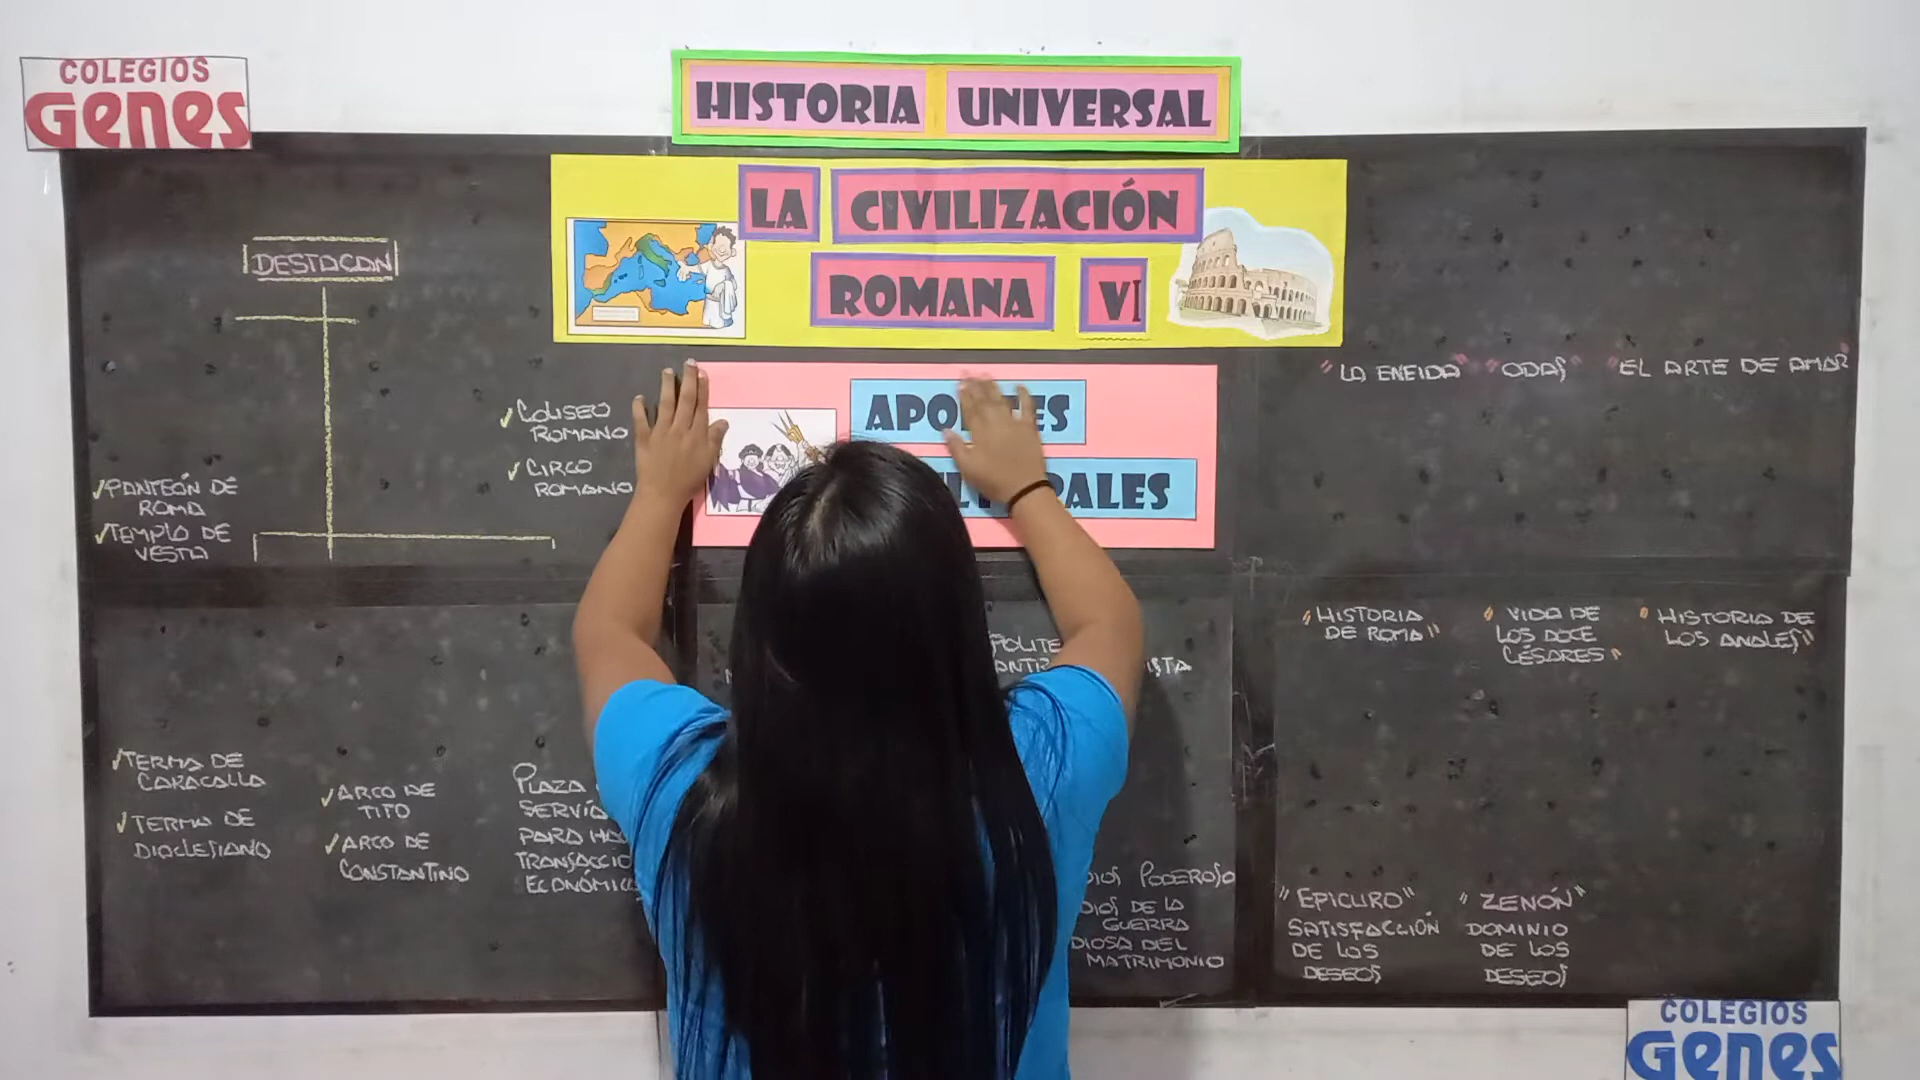 COLEGIOS
GENES
HISTORIA UNIVERSAL
LA CIVILIZACIÓN
ROMANA VI
DESTACAN
✓COLISEO
ROMANO
✓CIRCO
ROMANO
✓PANTEÓN DE
ROMA
✓TEMPLO DE
VESTA
"LA ENEIDA" "ODAS" "EL ARTE DE AMAR"
"HISTORIA
DE ROMA"
" VIDA DE
LOS DOCE
CÉSARES"
" HISTORIA DE
LOS ANALES"
✓TERMA DE
CARACALLA
✓TERMA DE
DIOCLESIANO
✓ARCO DE
TITO
✓ARCO DE
CONSTANTINO
PLAZA
PARA
PODEROSO
DE LA
GUERRA
DIOSA DEL
MATRIMONIO
"EPICURO"
SATISFACCIÓN
DE LOS
DESEOS
"ZENÓN"
DOMINIO
DE LOS
DESEOS
COLEGIOS
GENES